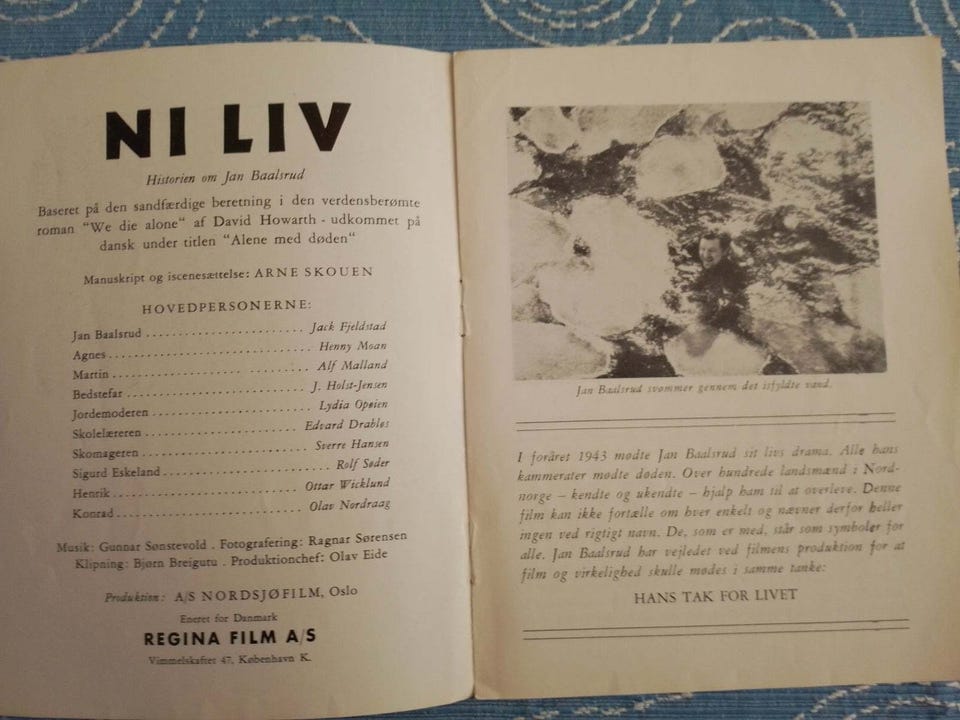 NI LIV
Historien om Jan Baalsrud
Baseret på den sandfærdige beretning i den verdensberømte
roman "We die alone" af David Howarth - udkommet på
dansk under titlen "Alene med døden"
Manuskript og iscenesættelse: ARNE SKOUEN
HOVEDPERSONERNE:
Jan Baalsrud ........................ Jack Fjeldstad
Agnes ........................ Henny Moan
Martin ........................ Alf Malland
Bedstefar ........................ J. Holst-Jensen
Jordemoderen ........................ Lydia Opøien
Skolelæreren ........................ Edvard Drabløs
Skomageren ........................ Sverre Hansen
Sigurd Eskeland ........................ Rolf Søder
Henrik ........................ Ottar Wicklund
Konrad ........................ Olav Nordraag
Musik: Gunnar Sønstevold . Fotografering: Ragnar Sørensen
Klipning: Bjørn Breigutu . Produktionchef: Olav Eide
Produktion: A/S NORDSJØFILM, Oslo
Eneret for Danmark
REGINA FILM A/S
Vimmelskaftet 47, København K.
Jan Baalsrud svømmer gennem det isfyldte vand.
I foråret 1943 mødte Jan Baalsrud sit livs drama. Alle hans
kammerater mødte døden. Over hundrede landsmænd i Nord-
norge – kendte og ukendte – hjalp ham til at overleve. Denne
film kan ikke fortælle om hver enkelt og nævner derfor heller
ingen ved rigtigt navn. De, som er med, står som symboler for
alle. Jan Baalsrud har vejledet ved filmens produktion for at
film og virkelighed skulle mødes i samme tanke:
HANS TAK FOR LIVET